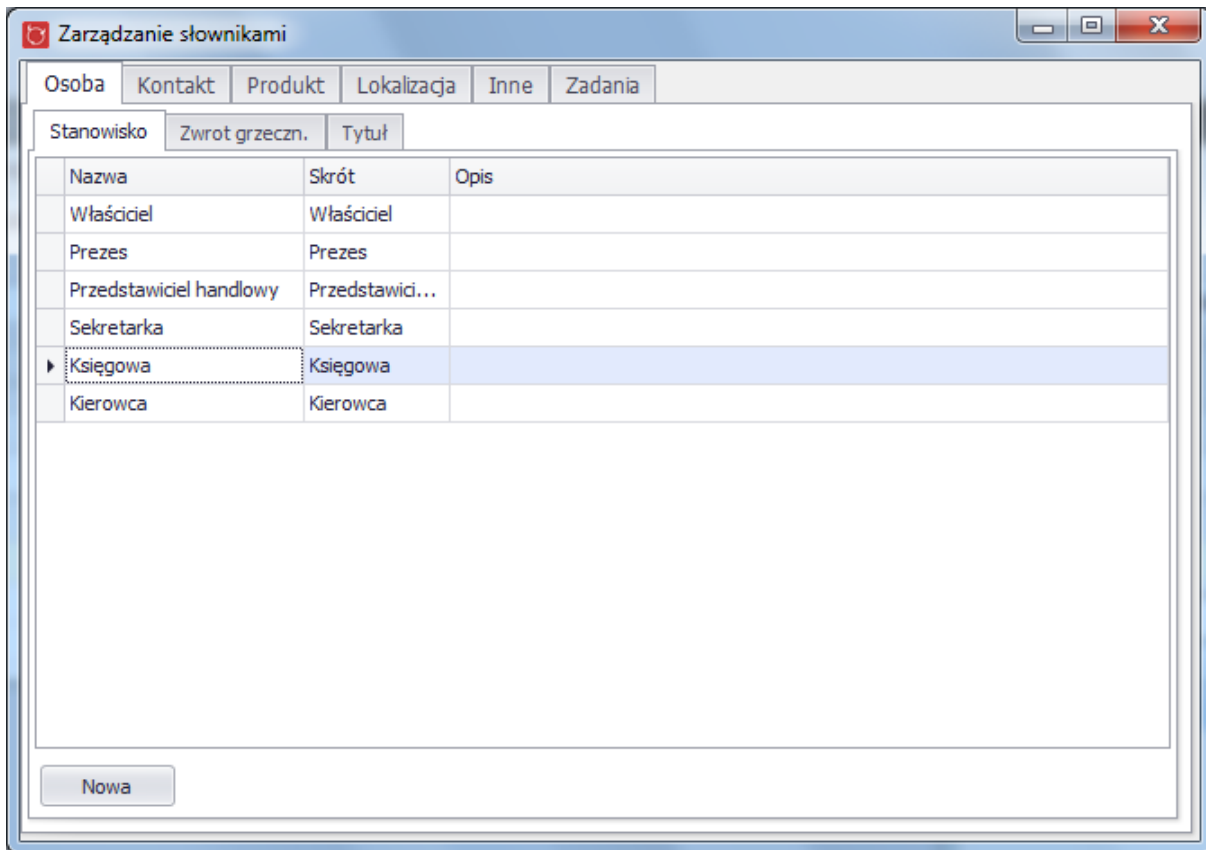 Zarządzanie słownikami
Osoba Kontakt Produkt Lokalizacja Inne Zadania
Stanowisko Zwrot grzeczn. Tytuł
Nazwa Skrót Opis
Właściciel Właściciel
Prezes Prezes
Przedstawiciel handlowy Przedstawici...
Sekretarka Sekretarka
Księgowa Księgowa
Kierowca Kierowca
Nowa